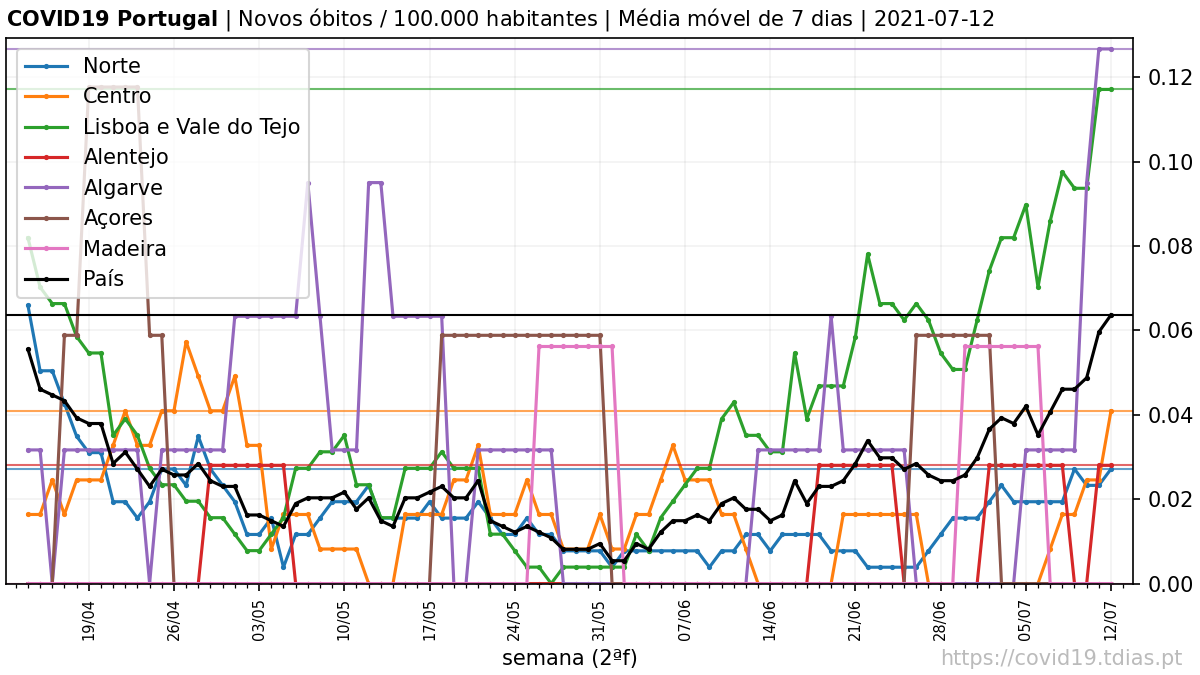 COVID19 Portugal | Novos óbitos / 100.000 habitantes | Média móvel de 7 dias | 2021-07-12
Norte
Centro
Lisboa e Vale do Tejo
Alentejo
Algarve
Açores
Madeira
País
0.12
0.10
0.08
0.06
0.04
0.02
0.00
19/04 26/04 03/05 10/05 17/05 24/05 31/05 07/06 14/06 21/06 28/06 05/07 12/07
semana (2ªf)
https://covid19.tdias.pt